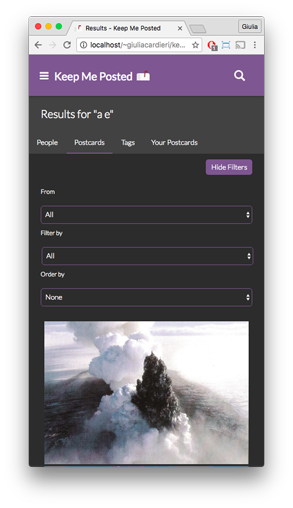 Results - Keep Me Posted
Giulia
localhost/~giuliacardieri/ke...
Keep Me Posted
Results for "a e"
People Postcards Tags Your Postcards
Hide Filters
From
All
Filter by
All
Order by
None